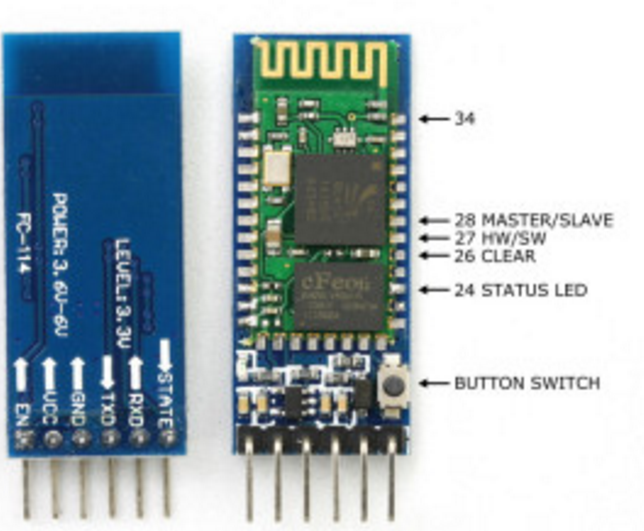 FC-114
POWER: 3.6V-6V
LEVEL: 3.3V
EN
VCC
GND
TXD
RXD
STATE
cFeon
34
28 MASTER/SLAVE
27 HW/SW
26 CLEAR
24 STATUS LED
BUTTON SWITCH